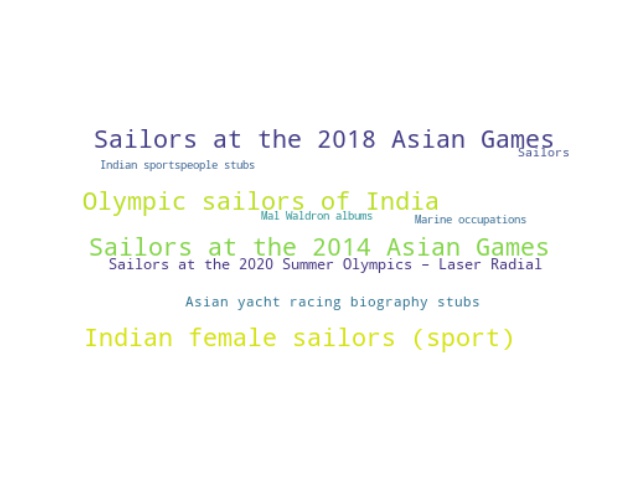 Sailors at the 2018 Asian Games
Sailors
Indian sportspeople stubs
Olympic sailors of India
Mal Waldron albums
Marine occupations
Sailors at the 2014 Asian Games
Sailors at the 2020 Summer Olympics – Laser Radial
Asian yacht racing biography stubs
Indian female sailors (sport)